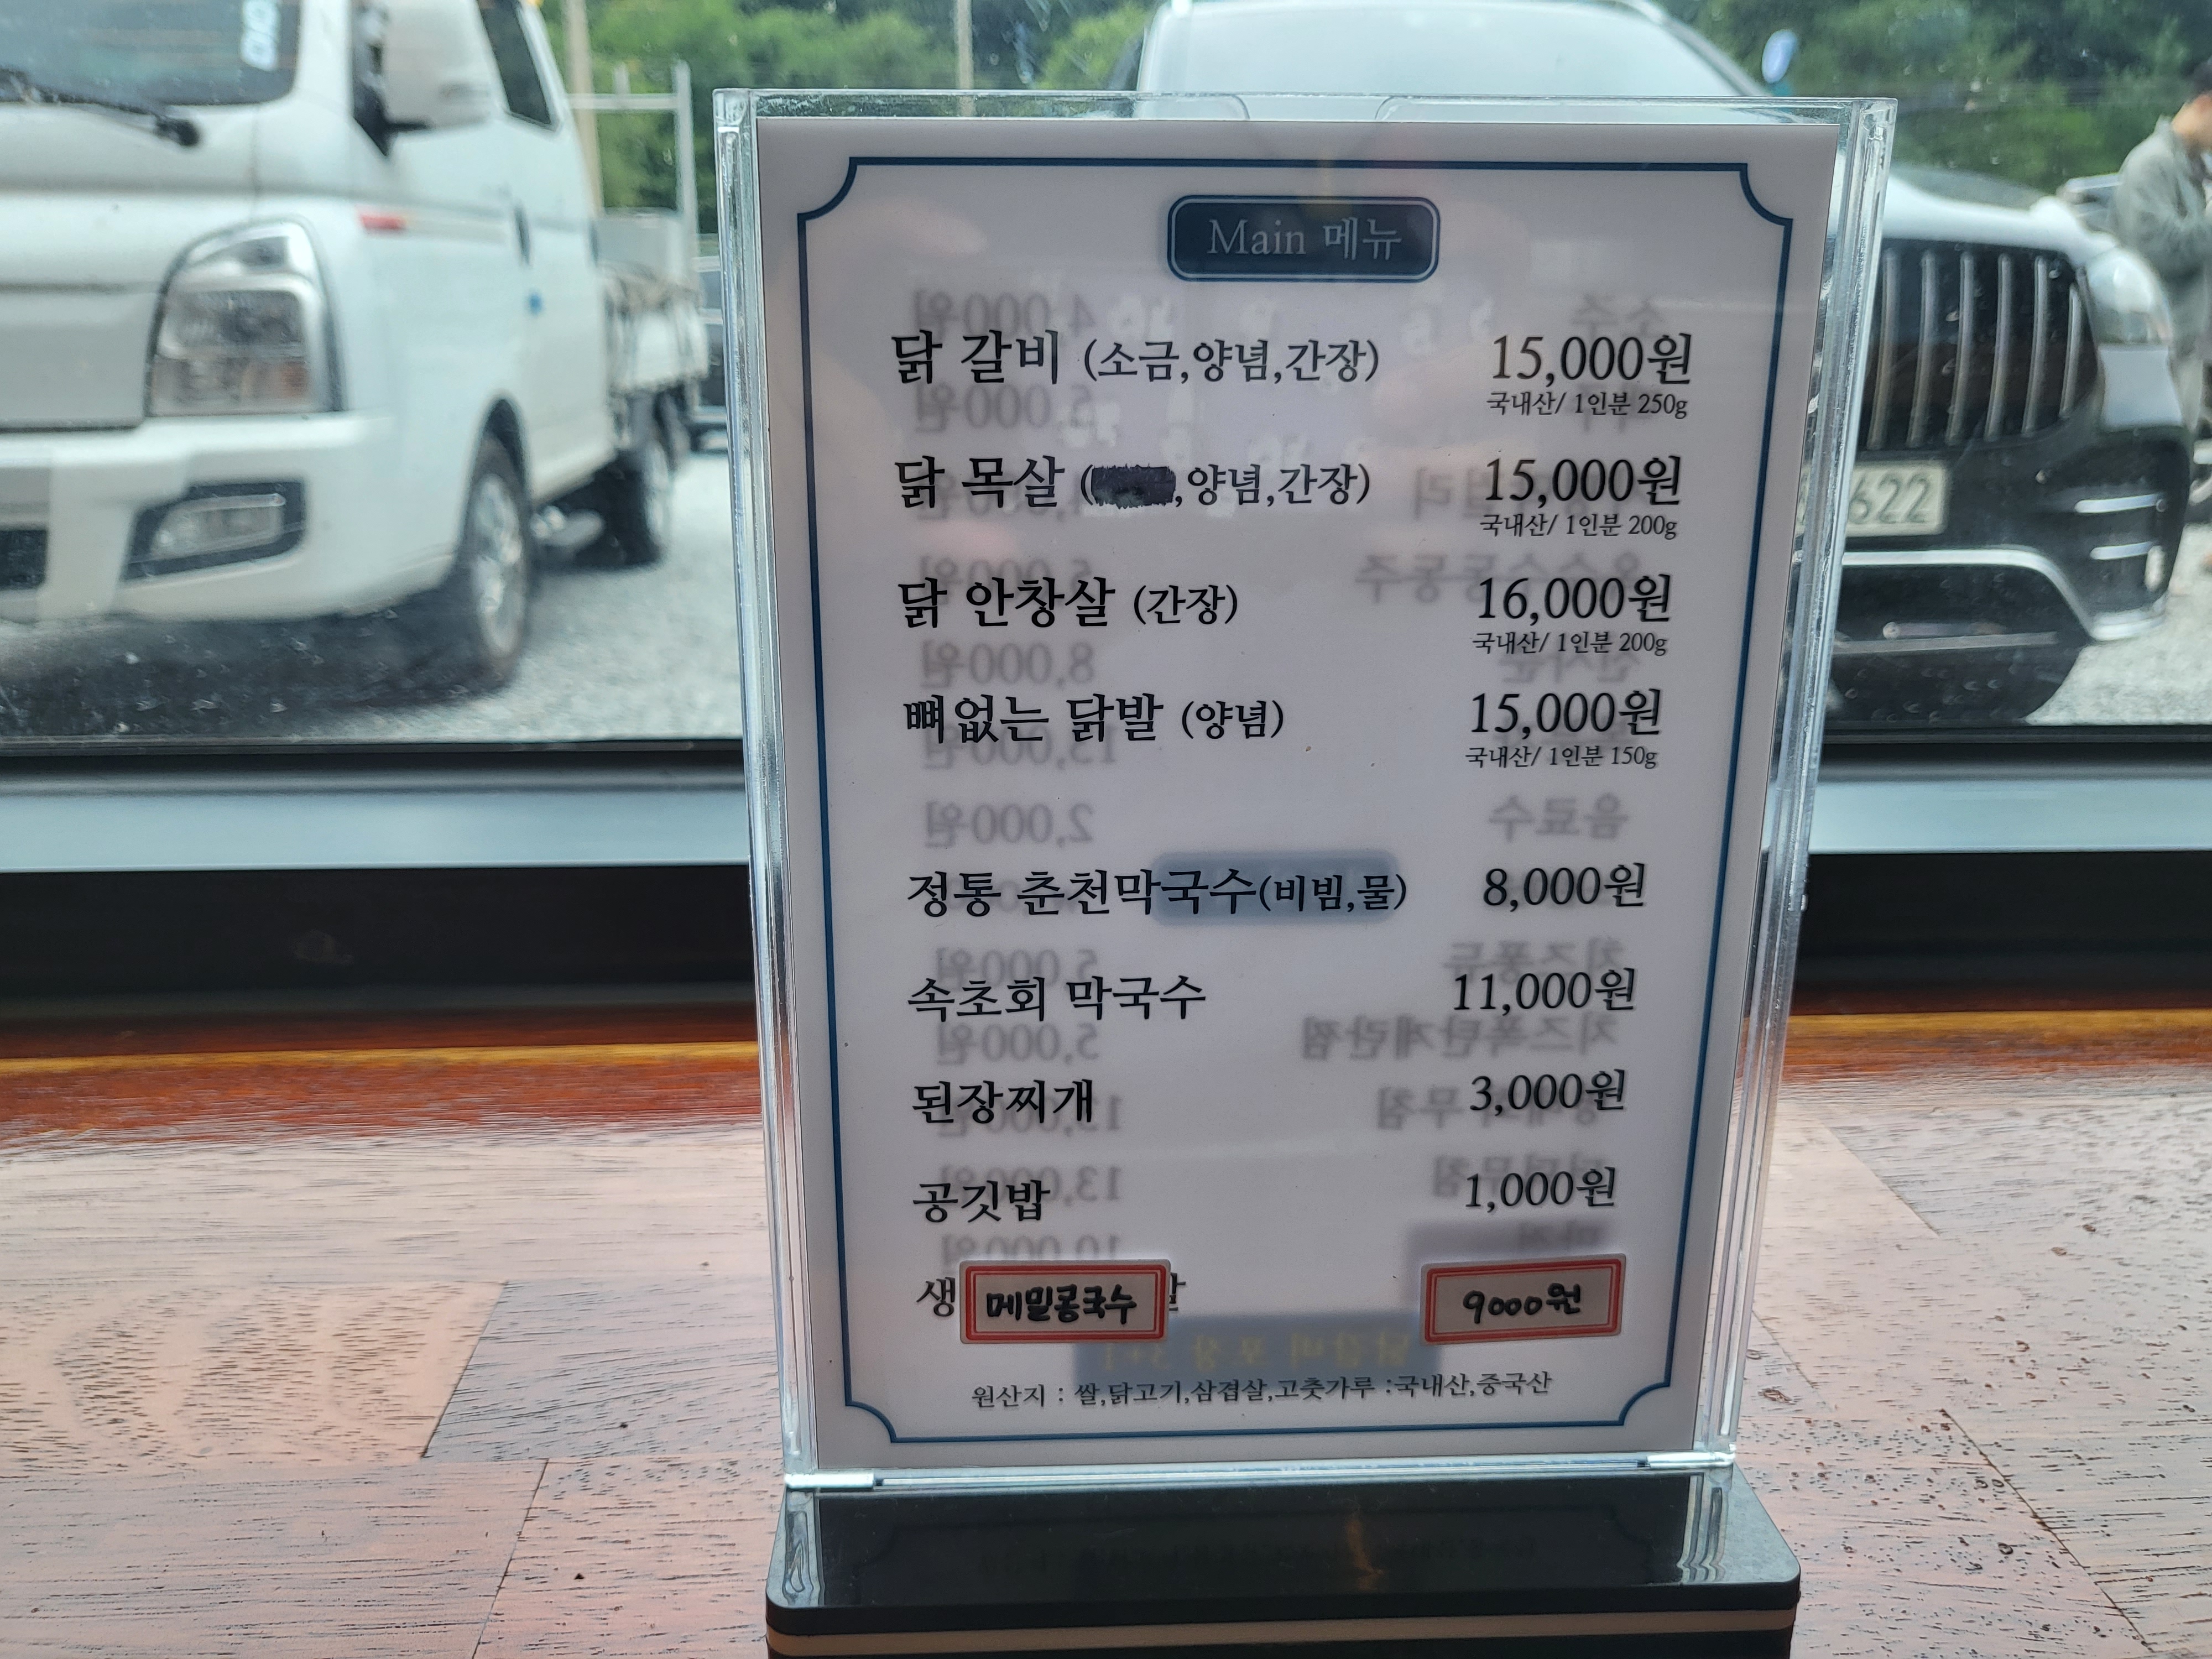 Main 메뉴
닭 갈비 (소금,양념,간장) 15,000원
국내산/ 1인분 250g
닭 목살 ( ,양념,간장) 15,000원
국내산/ 1인분 200g
닭 안창살 (간장) 16,000원
국내산/ 1인분 200g
뼈없는 닭발 (양념) 15,000원
국내산/ 1인분 150g
정통 춘천막국수(비빔,물) 8,000원
속초회 막국수 11,000원
된장찌개 3,000원
공깃밥 1,000원
생 메밀콩국수 9000원
원산지 : 쌀,닭고기,삼겹살,고춧가루 :국내산,중국산
622